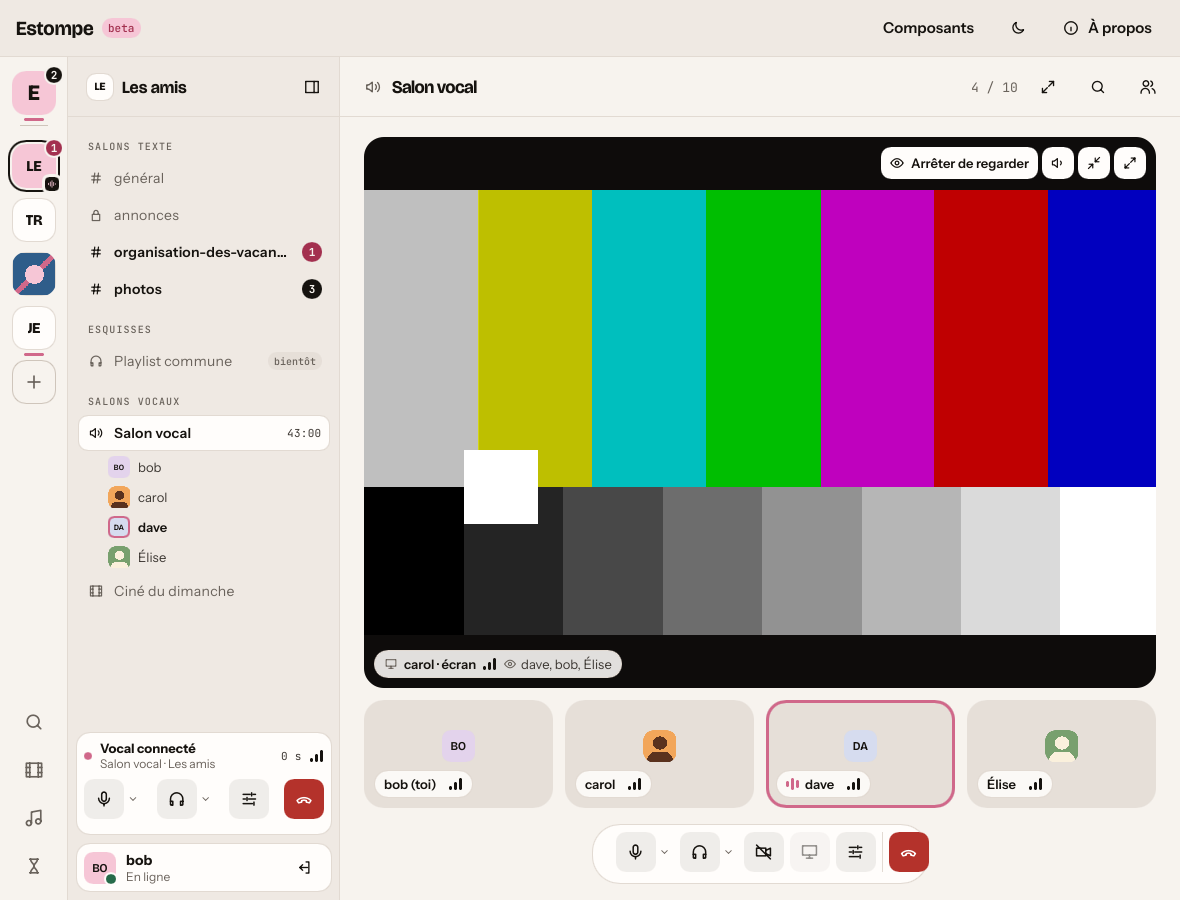 Estompe beta
Composants
À propos
E 2
LE 1
TR
JE
LE Les amis
SALONS TEXTE
# général
annonces
# organisation-des-vacan... 1
# photos 3
ESQUISSES
Playlist commune bientôt
SALONS VOCAUX
Salon vocal 43:00
BO bob
carol
DA dave
Élise
Ciné du dimanche
Vocal connecté 0 s
Salon vocal · Les amis
BO bob
En ligne
Salon vocal 4 / 10
Arrêter de regarder
carol · écran dave, bob, Élise
BO
bob (toi)
carol
DA
dave
Élise